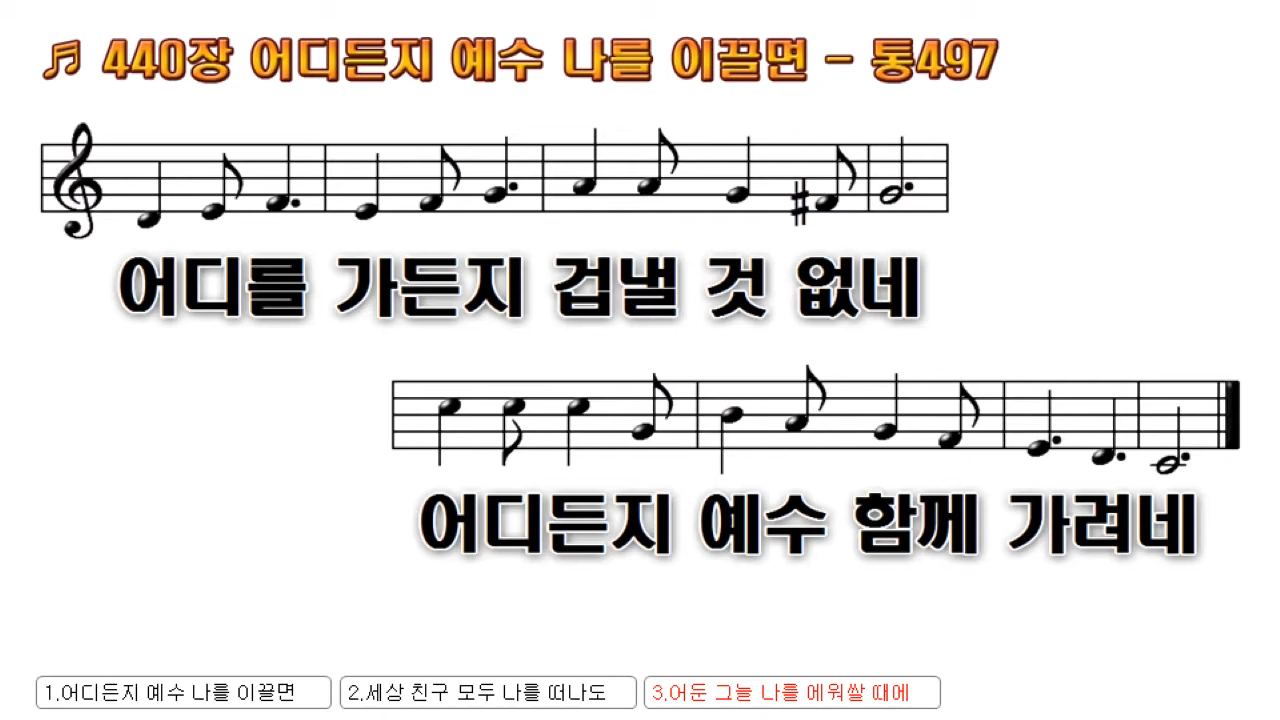 ♬ 440장 어디든지 예수 나를 이끌면 - 통497
어디를 가든지 겁낼 것 없네
어디든지 예수 함께 가려네
1.어디든지 예수 나를 이끌면
2.세상 친구 모두 나를 떠나도
3.어둔 그늘 나를 에워쌀 때에